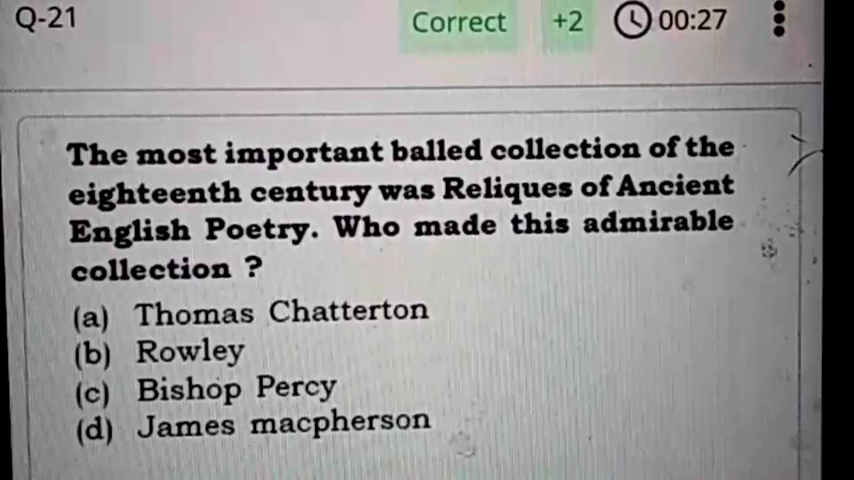 Q-21 Correct +2 00:27
The most important balled collection of the
eighteenth century was Reliques of Ancient
English Poetry. Who made this admirable
collection ?
(a) Thomas Chatterton
(b) Rowley
(c) Bishop Percy
(d) James macpherson